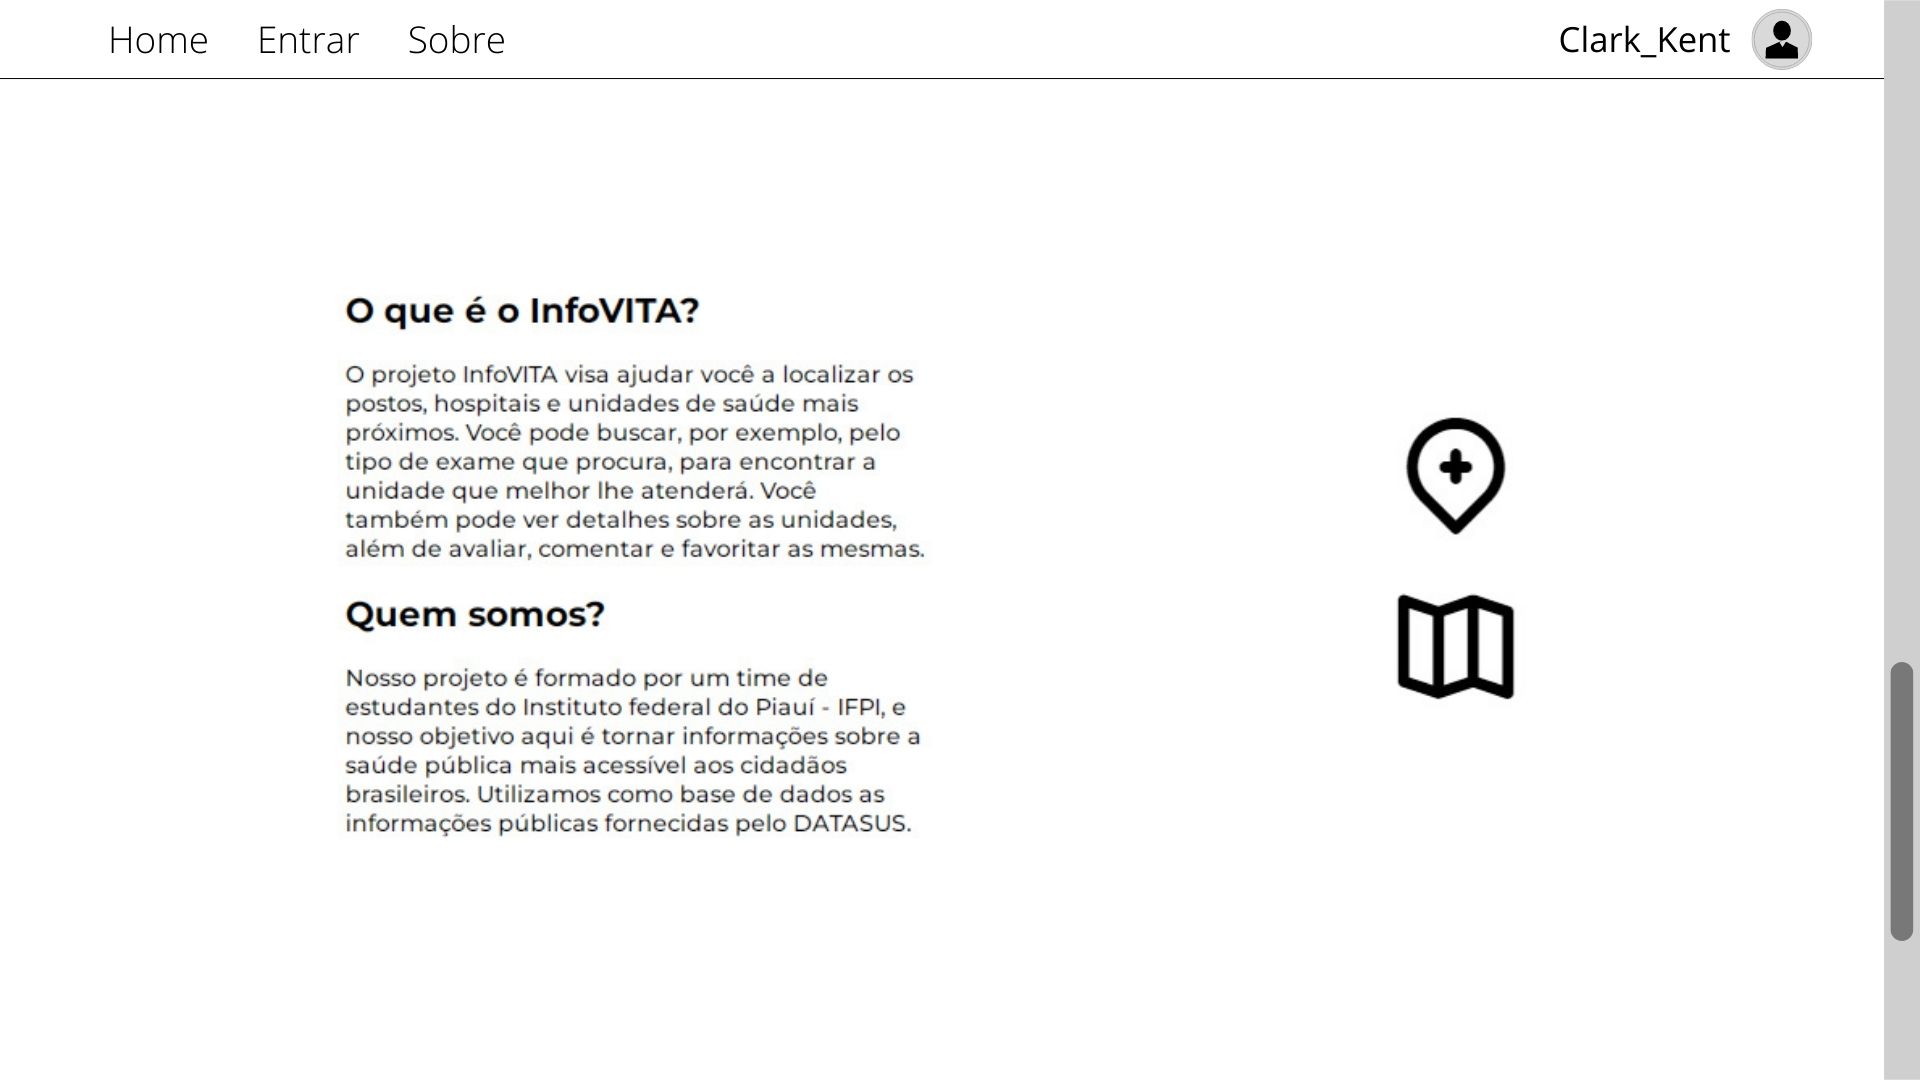 Home Entrar Sobre Clark_Kent
O que é o InfoVITA?
O projeto InfoVITA visa ajudar você a localizar os
postos, hospitais e unidades de saúde mais
próximos. Você pode buscar, por exemplo, pelo
tipo de exame que procura, para encontrar a
unidade que melhor lhe atenderá. Você
também pode ver detalhes sobre as unidades,
além de avaliar, comentar e favoritar as mesmas.
Quem somos?
Nosso projeto é formado por um time de
estudantes do Instituto federal do Piauí - IFPI, e
nosso objetivo aqui é tornar informações sobre a
saúde pública mais acessível aos cidadãos
brasileiros. Utilizamos como base de dados as
informações públicas fornecidas pelo DATASUS.